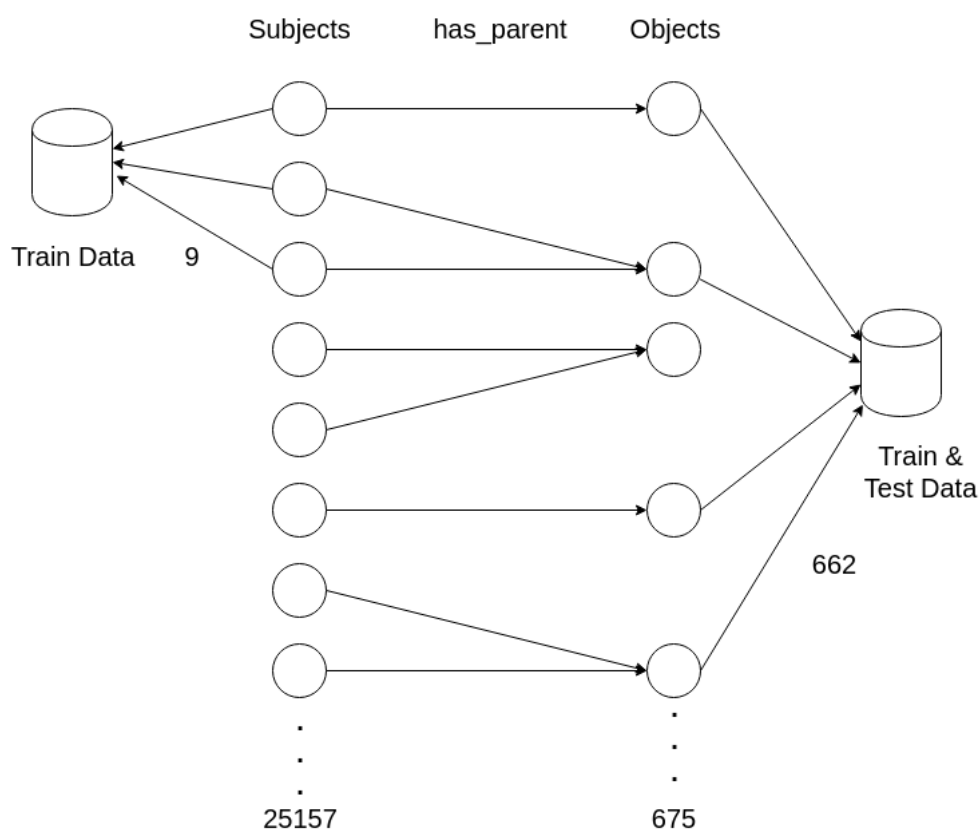 Subjects
has_parent
Objects
Train Data
9
Train &
Test Data
662
25157
675